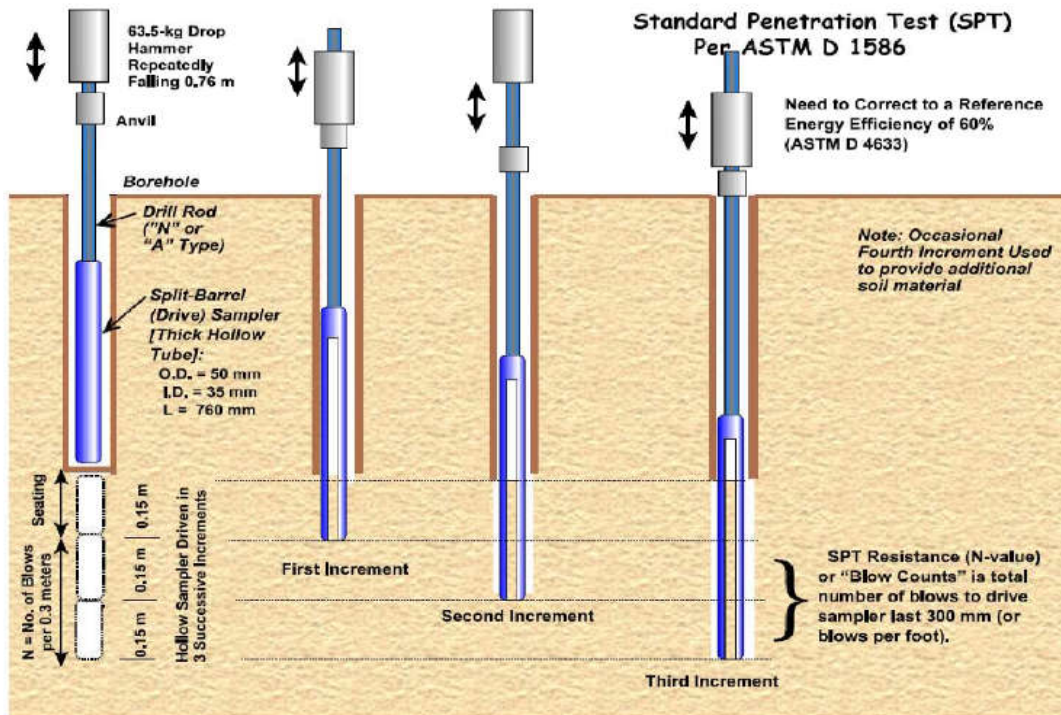 Standard Penetration Test (SPT)
Per ASTM D 1586
63.5-kg Drop
Hammer
Repeatedly
Falling 0.76 m
Anvil
Need to Correct to a Reference
Energy Efficiency of 60%
(ASTM D 4633)
Borehole
Drill Rod
("N" or
"A" Type)
Note: Occasional
Fourth Increment Used
to provide additional
soil material
Split-Barrel
(Drive) Sampler
[Thick Hollow
Tube]:
O.D. = 50 mm
I.D. = 35 mm
L = 760 mm
Seating
N = No. of Blows
per 0.3 meters
0.15 m
0.15 m
0.15 m
Hollow Sampler Driven in
3 Successive Increments
First Increment
Second Increment
Third Increment
SPT Resistance (N-value)
or "Blow Counts" is total
number of blows to drive
sampler last 300 mm (or
blows per foot).